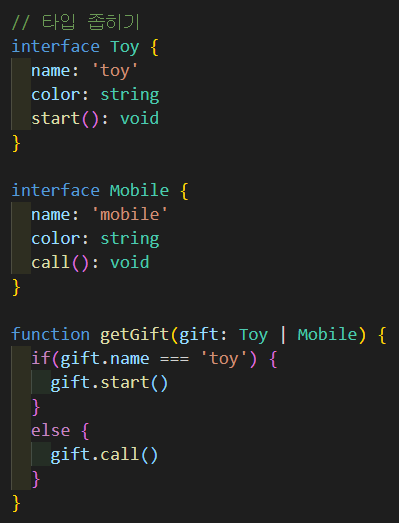 // 타입 좁히기
interface Toy {
name: 'toy'
color: string
start(): void
}
interface Mobile {
name: 'mobile'
color: string
call(): void
}
function getGift(gift: Toy | Mobile) {
if(gift.name === 'toy') {
gift.start()
}
else {
gift.call()
}
}